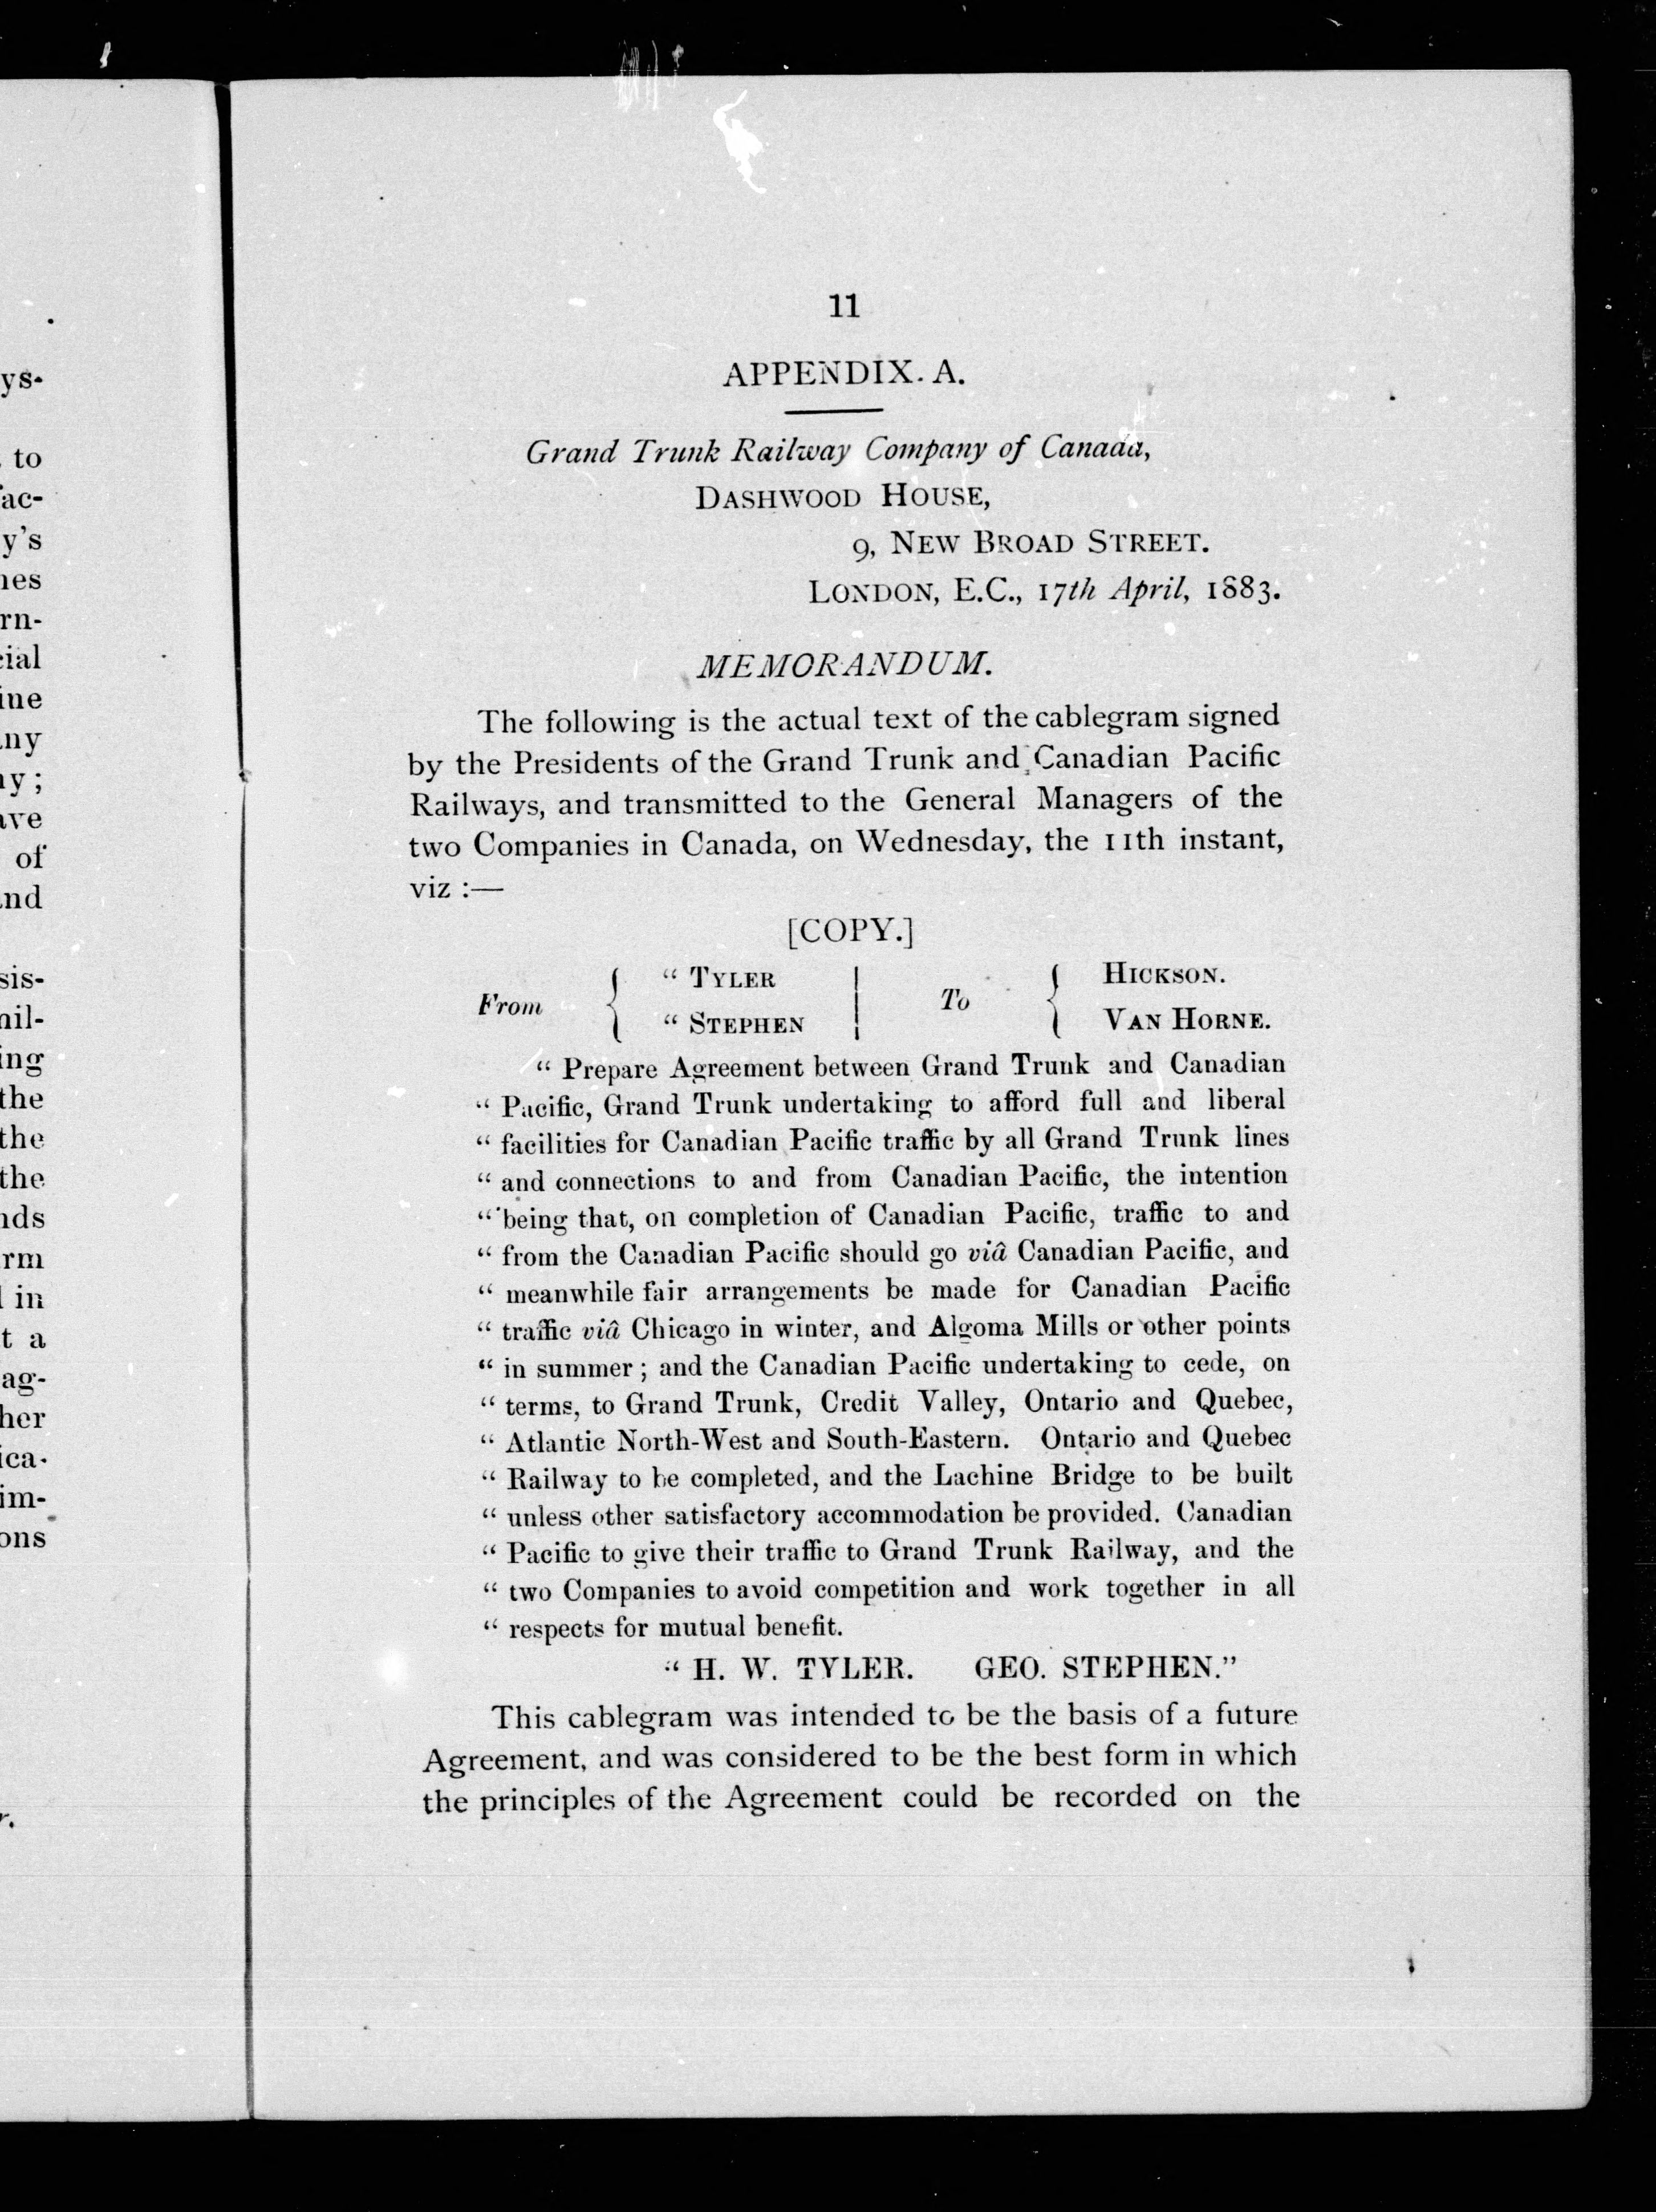 11
APPENDIX. A.
Grand Trunk Railway Company of Canada,
DASHWOOD HOUSE,
9, NEW BROAD STREET.
LONDON, E.C., 17th April, 1883.
MEMORANDUM.
The following is the actual text of the cablegram signed
by the Presidents of the Grand Trunk and Canadian Pacific
Railways, and transmitted to the General Managers of the
two Companies in Canada, on Wednesday, the 11th instant,
viz :—
[COPY.]
From { “ TYLER “ STEPHEN | To { HICKSON. VAN HORNE.
“ Prepare Agreement between Grand Trunk and Canadian
“ Pacific, Grand Trunk undertaking to afford full and liberal
“ facilities for Canadian Pacific traffic by all Grand Trunk lines
“ and connections to and from Canadian Pacific, the intention
“ being that, on completion of Canadian Pacific, traffic to and
“ from the Canadian Pacific should go viâ Canadian Pacific, and
“ meanwhile fair arrangements be made for Canadian Pacific
“ traffic viâ Chicago in winter, and Algoma Mills or other points
“ in summer ; and the Canadian Pacific undertaking to cede, on
“ terms, to Grand Trunk, Credit Valley, Ontario and Quebec,
“ Atlantic North-West and South-Eastern. Ontario and Quebec
“ Railway to be completed, and the Lachine Bridge to be built
“ unless other satisfactory accommodation be provided. Canadian
“ Pacific to give their traffic to Grand Trunk Railway, and the
“ two Companies to avoid competition and work together in all
“ respects for mutual benefit.
“ H. W. TYLER. GEO. STEPHEN.”
This cablegram was intended to be the basis of a future
Agreement, and was considered to be the best form in which
the principles of the Agreement could be recorded on the